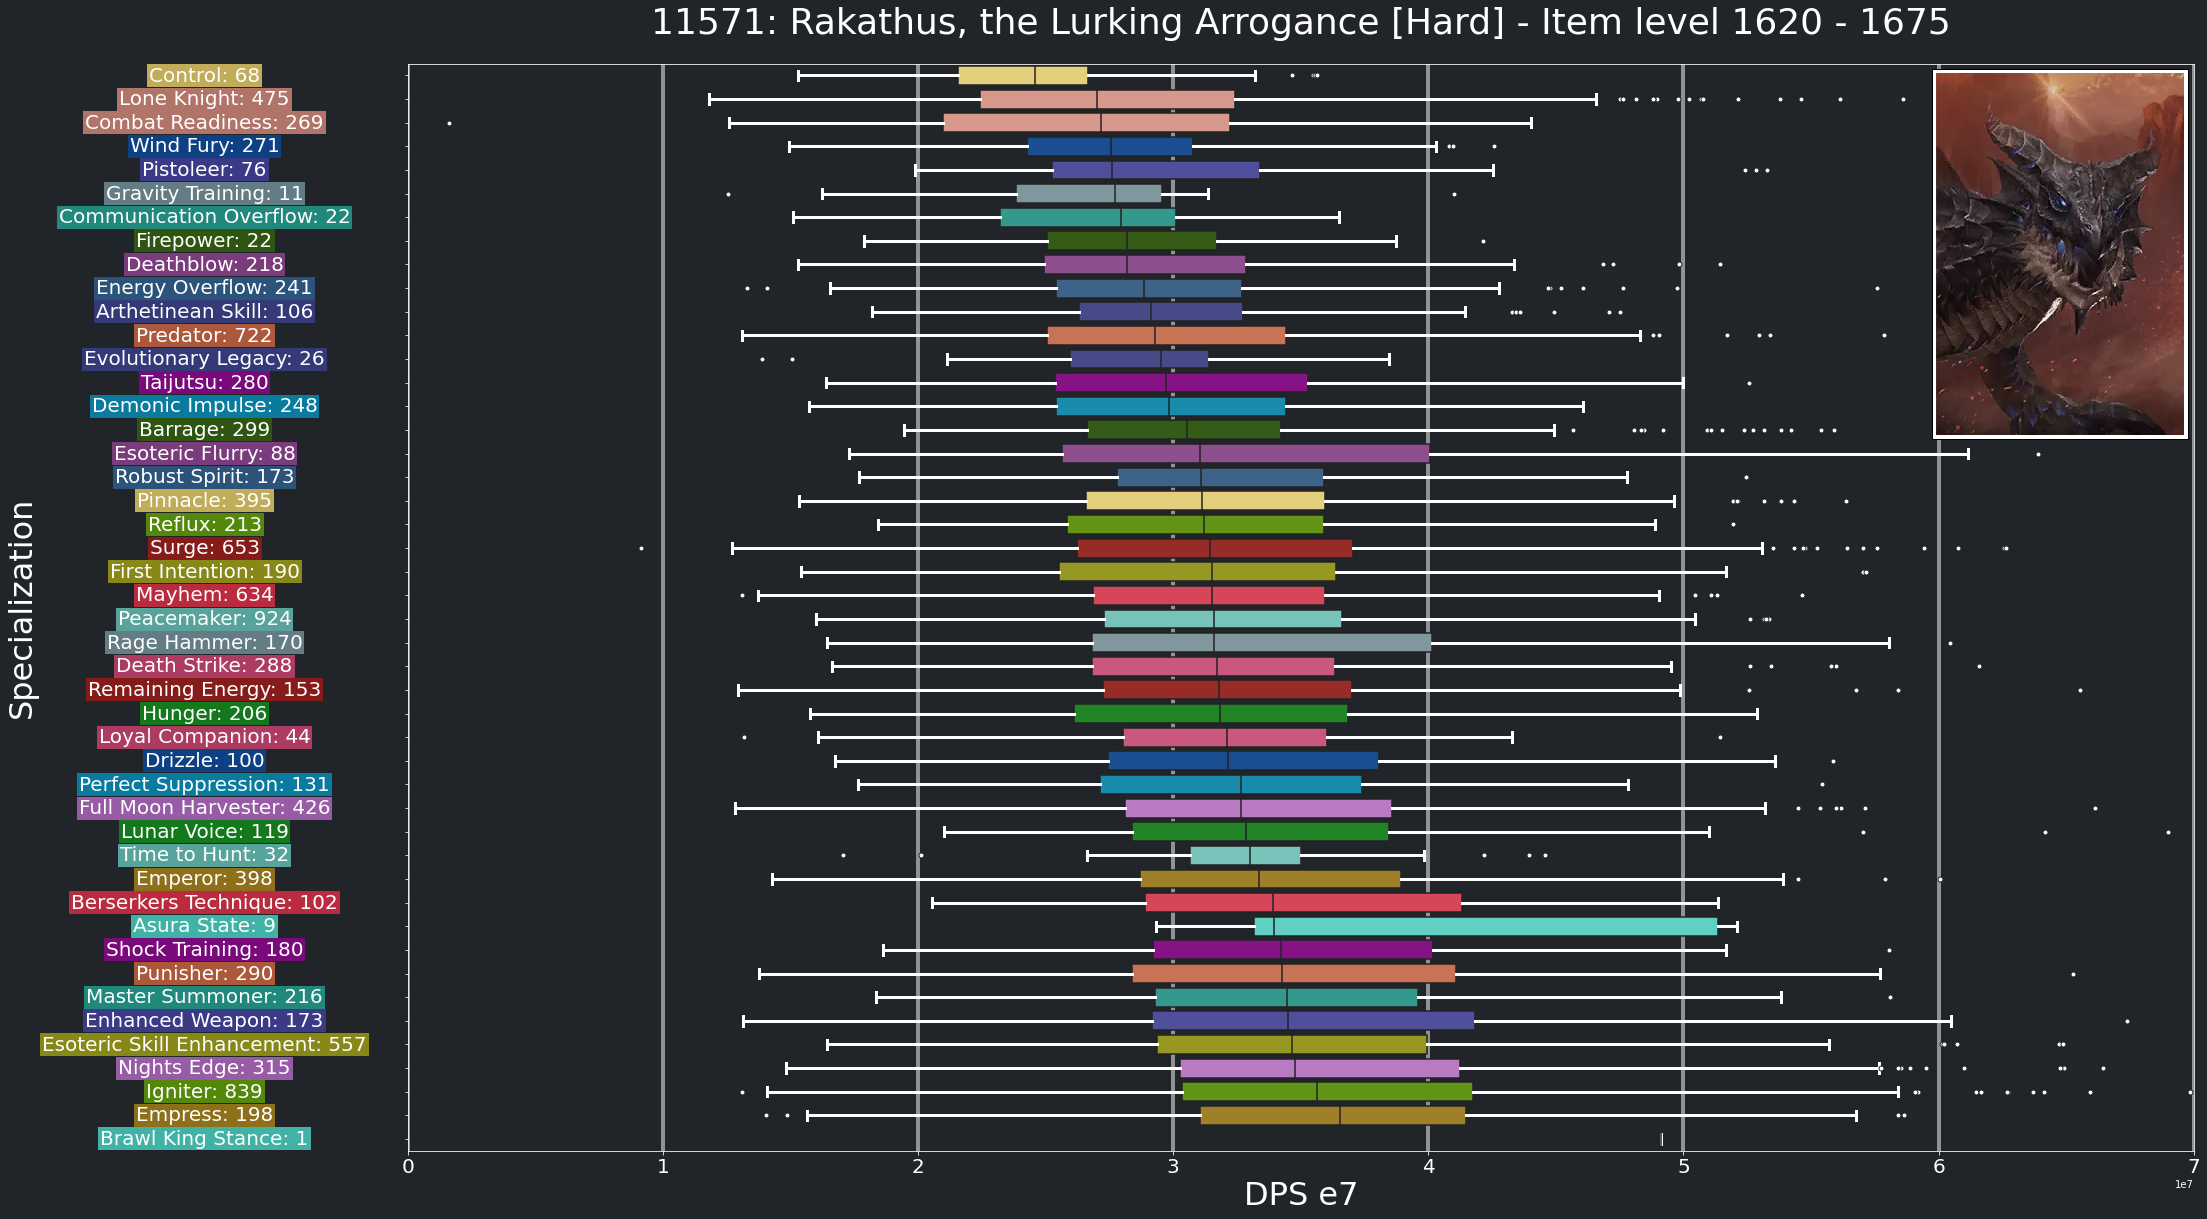 11571: Rakathus, the Lurking Arrogance [Hard] - Item level 1620 - 1675
Specialization
Control: 68
Lone Knight: 475
Combat Readiness: 269
Wind Fury: 271
Pistoleer: 76
Gravity Training: 11
Communication Overflow: 22
Firepower: 22
Deathblow: 218
Energy Overflow: 241
Arthetinean Skill: 106
Predator: 722
Evolutionary Legacy: 26
Taijutsu: 280
Demonic Impulse: 248
Barrage: 299
Esoteric Flurry: 88
Robust Spirit: 173
Pinnacle: 395
Reflux: 213
Surge: 653
First Intention: 190
Mayhem: 634
Peacemaker: 924
Rage Hammer: 170
Death Strike: 288
Remaining Energy: 153
Hunger: 206
Loyal Companion: 44
Drizzle: 100
Perfect Suppression: 131
Full Moon Harvester: 426
Lunar Voice: 119
Time to Hunt: 32
Emperor: 398
Berserkers Technique: 102
Asura State: 9
Shock Training: 180
Punisher: 290
Master Summoner: 216
Enhanced Weapon: 173
Esoteric Skill Enhancement: 557
Nights Edge: 315
Igniter: 839
Empress: 198
Brawl King Stance: 1
0 1 2 3 4 5 6 7
1e7
DPS e7